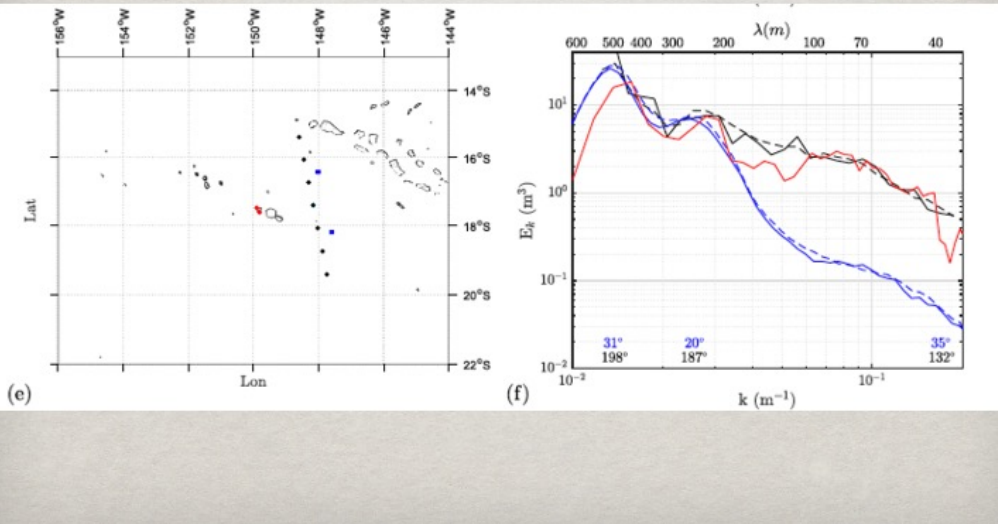 156°W
154°W
152°W
150°W
148°W
146°W
144°W
14°S
16°S
18°S
20°S
22°S
Lat
Lon
(e)
λ(m)
600 500 400 300 200 100 70 40
10¹
10⁰
10⁻¹
10⁻²
Eₖ (m³)
31° 20° 35°
198° 187° 132°
10⁻² 10⁻¹
k (m⁻¹)
(f)